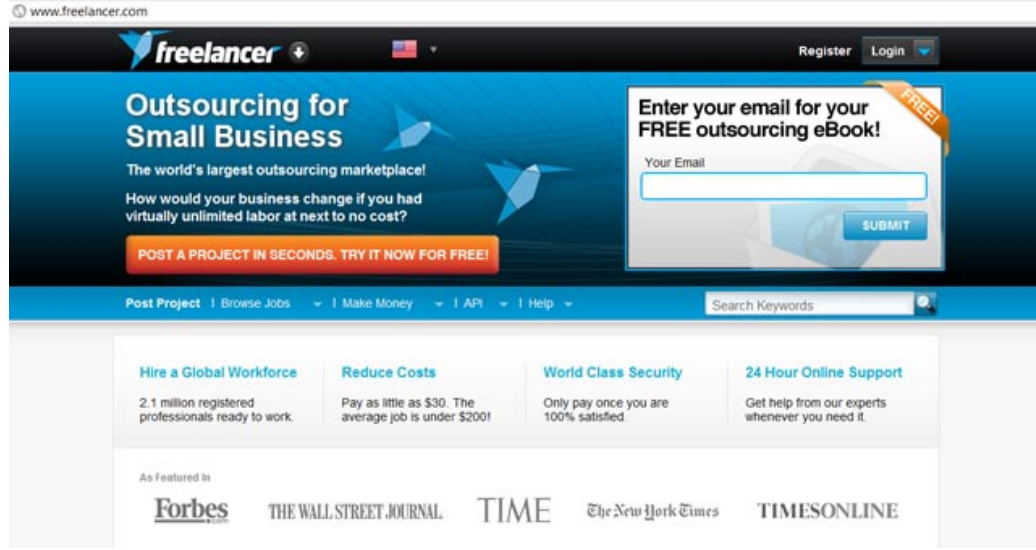 www.freelancer.com
freelancer
Register Login
Outsourcing for
Small Business
The world's largest outsourcing marketplace!
How would your business change if you had
virtually unlimited labor at next to no cost?
POST A PROJECT IN SECONDS. TRY IT NOW FOR FREE!
FREE!
Enter your email for your
FREE outsourcing eBook!
Your Email
SUBMIT
Post Project | Browse Jobs | Make Money | API | Help
Search Keywords
Hire a Global Workforce
2.1 million registered
professionals ready to work.
Reduce Costs
Pay as little as $30. The
average job is under $200!
World Class Security
Only pay once you are
100% satisfied.
24 Hour Online Support
Get help from our experts
whenever you need it.
As Featured In
Forbes.com
THE WALL STREET JOURNAL.
TIME
The New York Times
TIMESONLINE